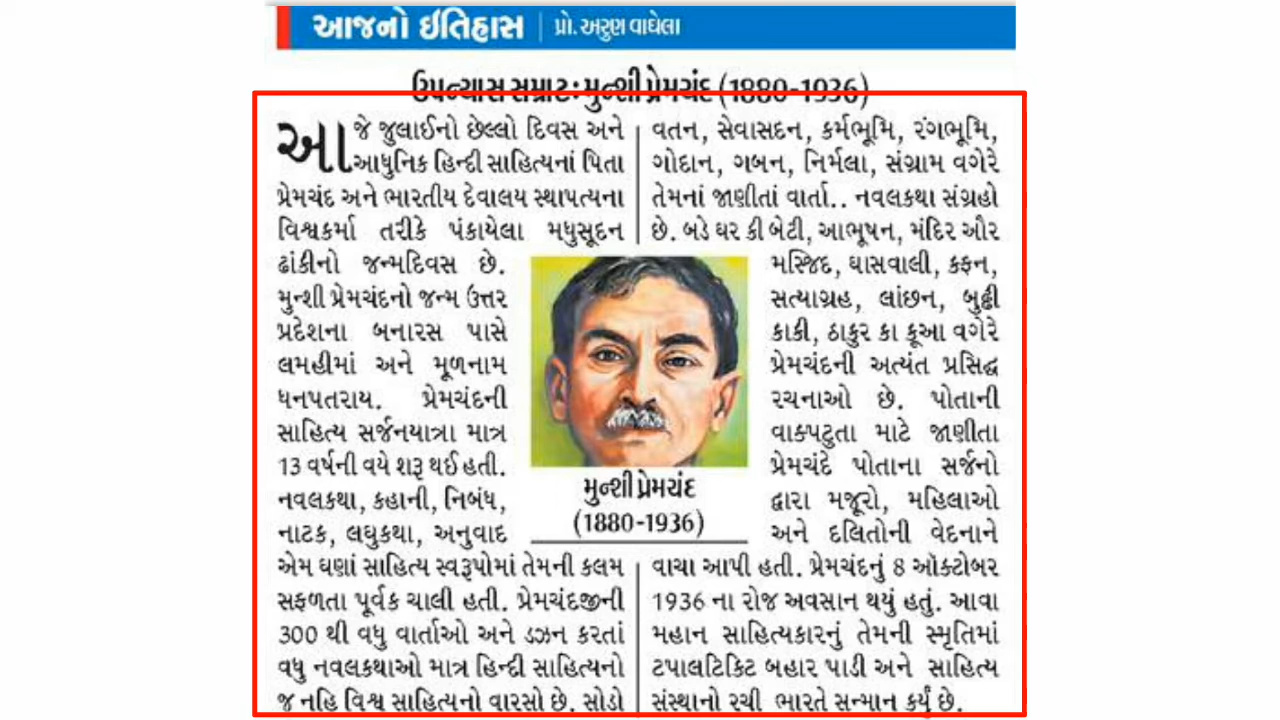 આજનો ઈતિહાસ | પ્રો. અરુણ વાઘેલા
ઉપન્યાસ સમ્રાટ : મુન્શી પ્રેમચંદ (1880-1936)
આજે જુલાઈનો છેલ્લો દિવસ અને
આધુનિક હિન્દી સાહિત્યનાં પિતા
પ્રેમચંદ અને ભારતીય દેવાલય સ્થાપત્યના
વિશ્વકર્મા તરીકે પંકાયેલા મધુસૂદન
ઢાંકીનો જન્મદિવસ છે.
મુન્શી પ્રેમચંદનો જન્મ ઉત્તર
પ્રદેશના બનારસ પાસે
લમહીમાં અને મૂળનામ
ધનપતરાય. પ્રેમચંદની
સાહિત્ય સર્જનયાત્રા માત્ર
13 વર્ષની વયે શરૂ થઈ હતી.
નવલકથા, કહાની, નિબંધ,
નાટક, લઘુકથા, અનુવાદ
એમ ઘણાં સાહિત્ય સ્વરૂપોમાં તેમની કલમ
સફળતા પૂર્વક ચાલી હતી. પ્રેમચંદજીની
300 થી વધુ વાર્તાઓ અને ડઝન કરતાં
વધુ નવલકથાઓ માત્ર હિન્દી સાહિત્યનો
જ નહિ વિશ્વ સાહિત્યનો વારસો છે. સોડો
મુન્શી પ્રેમચંદ
(1880-1936)
વતન, સેવાસદન, કર્મભૂમિ, રંગભૂમિ,
ગોદાન, ગબન, નિર્મલા, સંગ્રામ વગેરે
તેમનાં જાણીતાં વાર્તા.. નવલકથા સંગ્રહો
છે. બડે ઘર કી બેટી, આભૂષન, મંદિર ઔર
મસ્જિદ, ઘાસવાલી, કફન,
સત્યાગ્રહ, લાંછન, બુઢ્ઢી
કાકી, ઠાકુર કા કૂઆ વગેરે
પ્રેમચંદની અત્યંત પ્રસિદ્ધ
રચનાઓ છે. પોતાની
વાક્પટુતા માટે જાણીતા
પ્રેમચંદે પોતાના સર્જનો
દ્વારા મજૂરો, મહિલાઓ
અને દલિતોની વેદનાને
વાચા આપી હતી. પ્રેમચંદનું 8 ઑક્ટોબર
1936 ના રોજ અવસાન થયું હતું. આવા
મહાન સાહિત્યકારનું તેમની સ્મૃતિમાં
ટપાલટિકિટ બહાર પાડી અને સાહિત્ય
સંસ્થાનો રચી ભારતે સન્માન કર્યું છે.